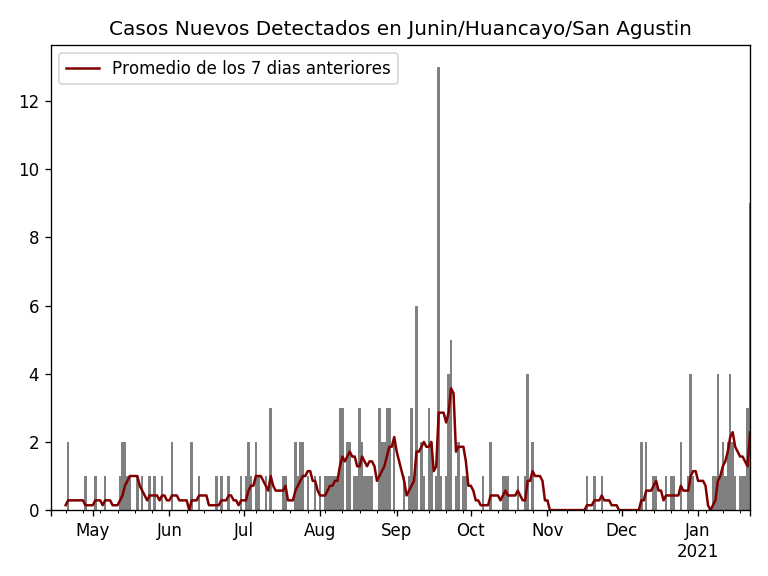 Casos Nuevos Detectados en Junin/Huancayo/San Agustin
Promedio de los 7 dias anteriores
12
10
8
6
4
2
0
May Jun Jul Aug Sep Oct Nov Dec Jan
2021